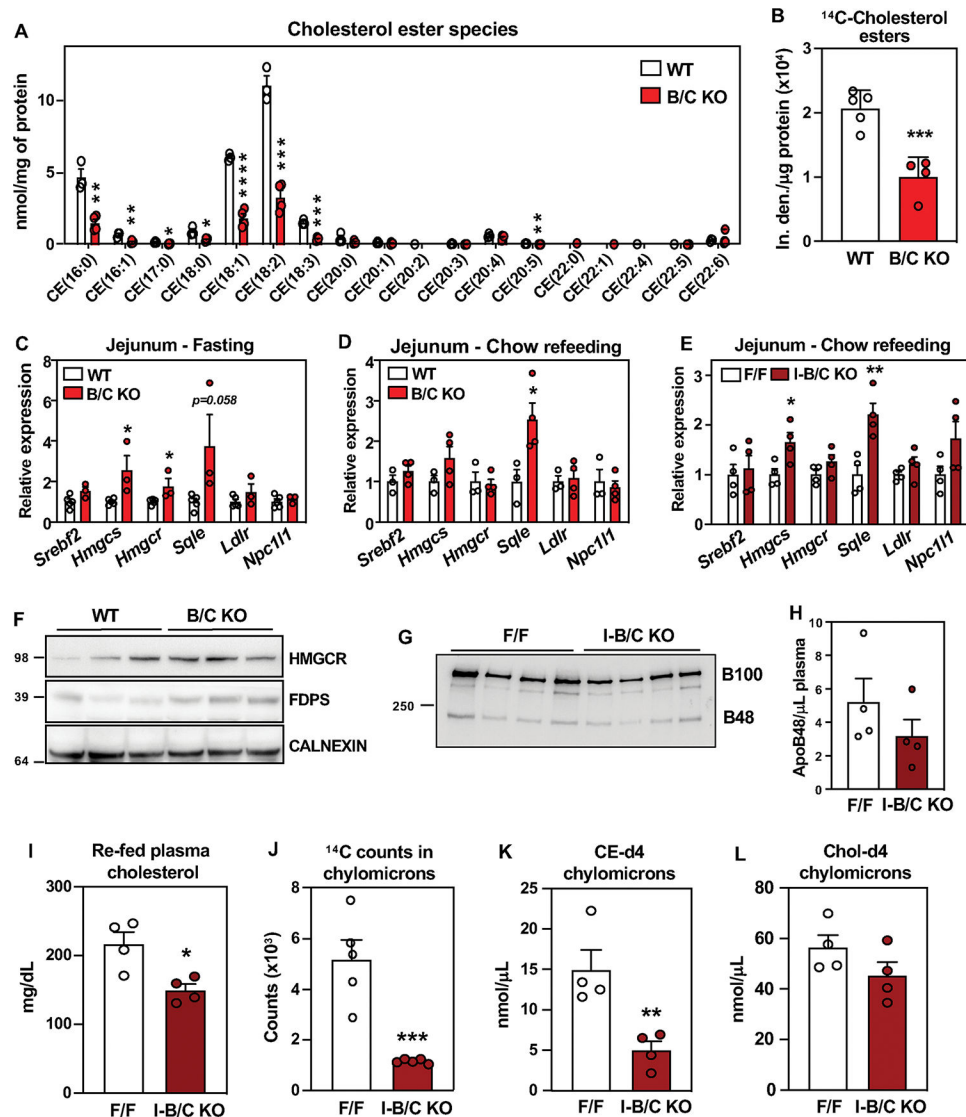 A
Cholesterol ester species
nmol/mg of protein
10
5
0
WT
B/C KO
**
**
*
*
****
***
***
**
CE(16:0)
CE(16:1)
CE(17:0)
CE(18:0)
CE(18:1)
CE(18:2)
CE(18:3)
CE(20:0)
CE(20:1)
CE(20:2)
CE(20:3)
CE(20:4)
CE(20:5)
CE(22:0)
CE(22:1)
CE(22:4)
CE(22:5)
CE(22:6)
B
¹⁴C-Cholesterol
esters
In. den./µg protein (x10⁴)
3
2
1
0
***
WT
B/C KO
C
Jejunum - Fasting
Relative expression
8
6
4
2
0
WT
B/C KO
*
*
p=0.058
Srebf2
Hmgcs
Hmgcr
Sqle
Ldlr
Npc1l1
D
Jejunum - Chow refeeding
Relative expression
4
3
2
1
0
WT
B/C KO
*
Srebf2
Hmgcs
Hmgcr
Sqle
Ldlr
Npc1l1
E
Jejunum - Chow refeeding
Relative expression
3
2
1
0
F/F
I-B/C KO
*
**
Srebf2
Hmgcs
Hmgcr
Sqle
Ldlr
Npc1l1
F
WT
B/C KO
98
HMGCR
39
FDPS
64
CALNEXIN
G
F/F
I-B/C KO
250
B100
B48
H
ApoB48/µL plasma
10
8
6
4
2
0
F/F
I-B/C KO
I
Re-fed plasma
cholesterol
mg/dL
300
200
100
0
*
F/F
I-B/C KO
J
¹⁴C counts in
chylomicrons
Counts (x10³)
8
6
4
2
0
***
F/F
I-B/C KO
K
CE-d4
chylomicrons
nmol/µL
25
20
15
10
5
0
**
F/F
I-B/C KO
L
Chol-d4
chylomicrons
nmol/µL
80
60
40
20
0
F/F
I-B/C KO